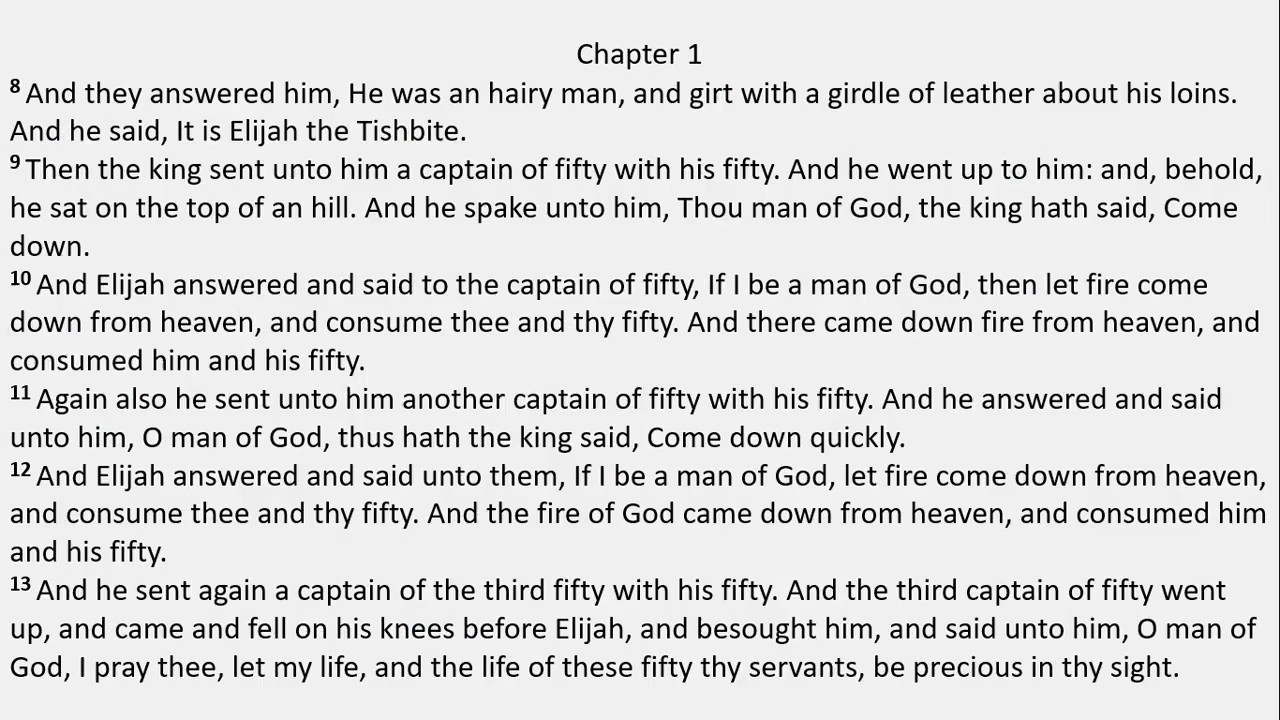 Chapter 1
8 And they answered him, He was an hairy man, and girt with a girdle of leather about his loins.
And he said, It is Elijah the Tishbite.
9 Then the king sent unto him a captain of fifty with his fifty. And he went up to him: and, behold,
he sat on the top of an hill. And he spake unto him, Thou man of God, the king hath said, Come
down.
10 And Elijah answered and said to the captain of fifty, If I be a man of God, then let fire come
down from heaven, and consume thee and thy fifty. And there came down fire from heaven, and
consumed him and his fifty.
11 Again also he sent unto him another captain of fifty with his fifty. And he answered and said
unto him, O man of God, thus hath the king said, Come down quickly.
12 And Elijah answered and said unto them, If I be a man of God, let fire come down from heaven,
and consume thee and thy fifty. And the fire of God came down from heaven, and consumed him
and his fifty.
13 And he sent again a captain of the third fifty with his fifty. And the third captain of fifty went
up, and came and fell on his knees before Elijah, and besought him, and said unto him, O man of
God, I pray thee, let my life, and the life of these fifty thy servants, be precious in thy sight.